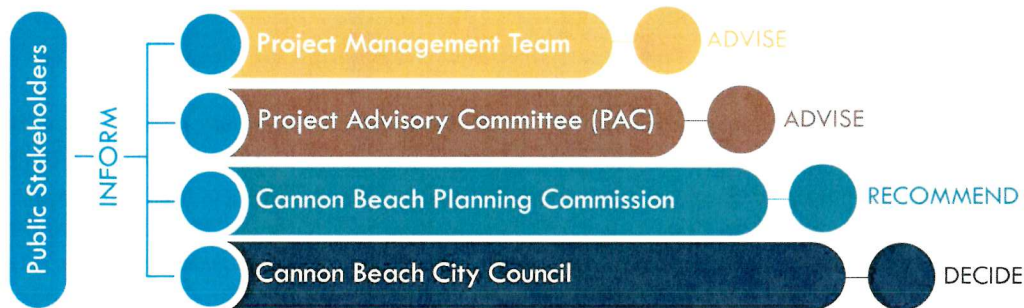 Public Stakeholders
INFORM
Project Management Team
ADVISE
Project Advisory Committee (PAC)
ADVISE
Cannon Beach Planning Commission
RECOMMEND
Cannon Beach City Council
DECIDE